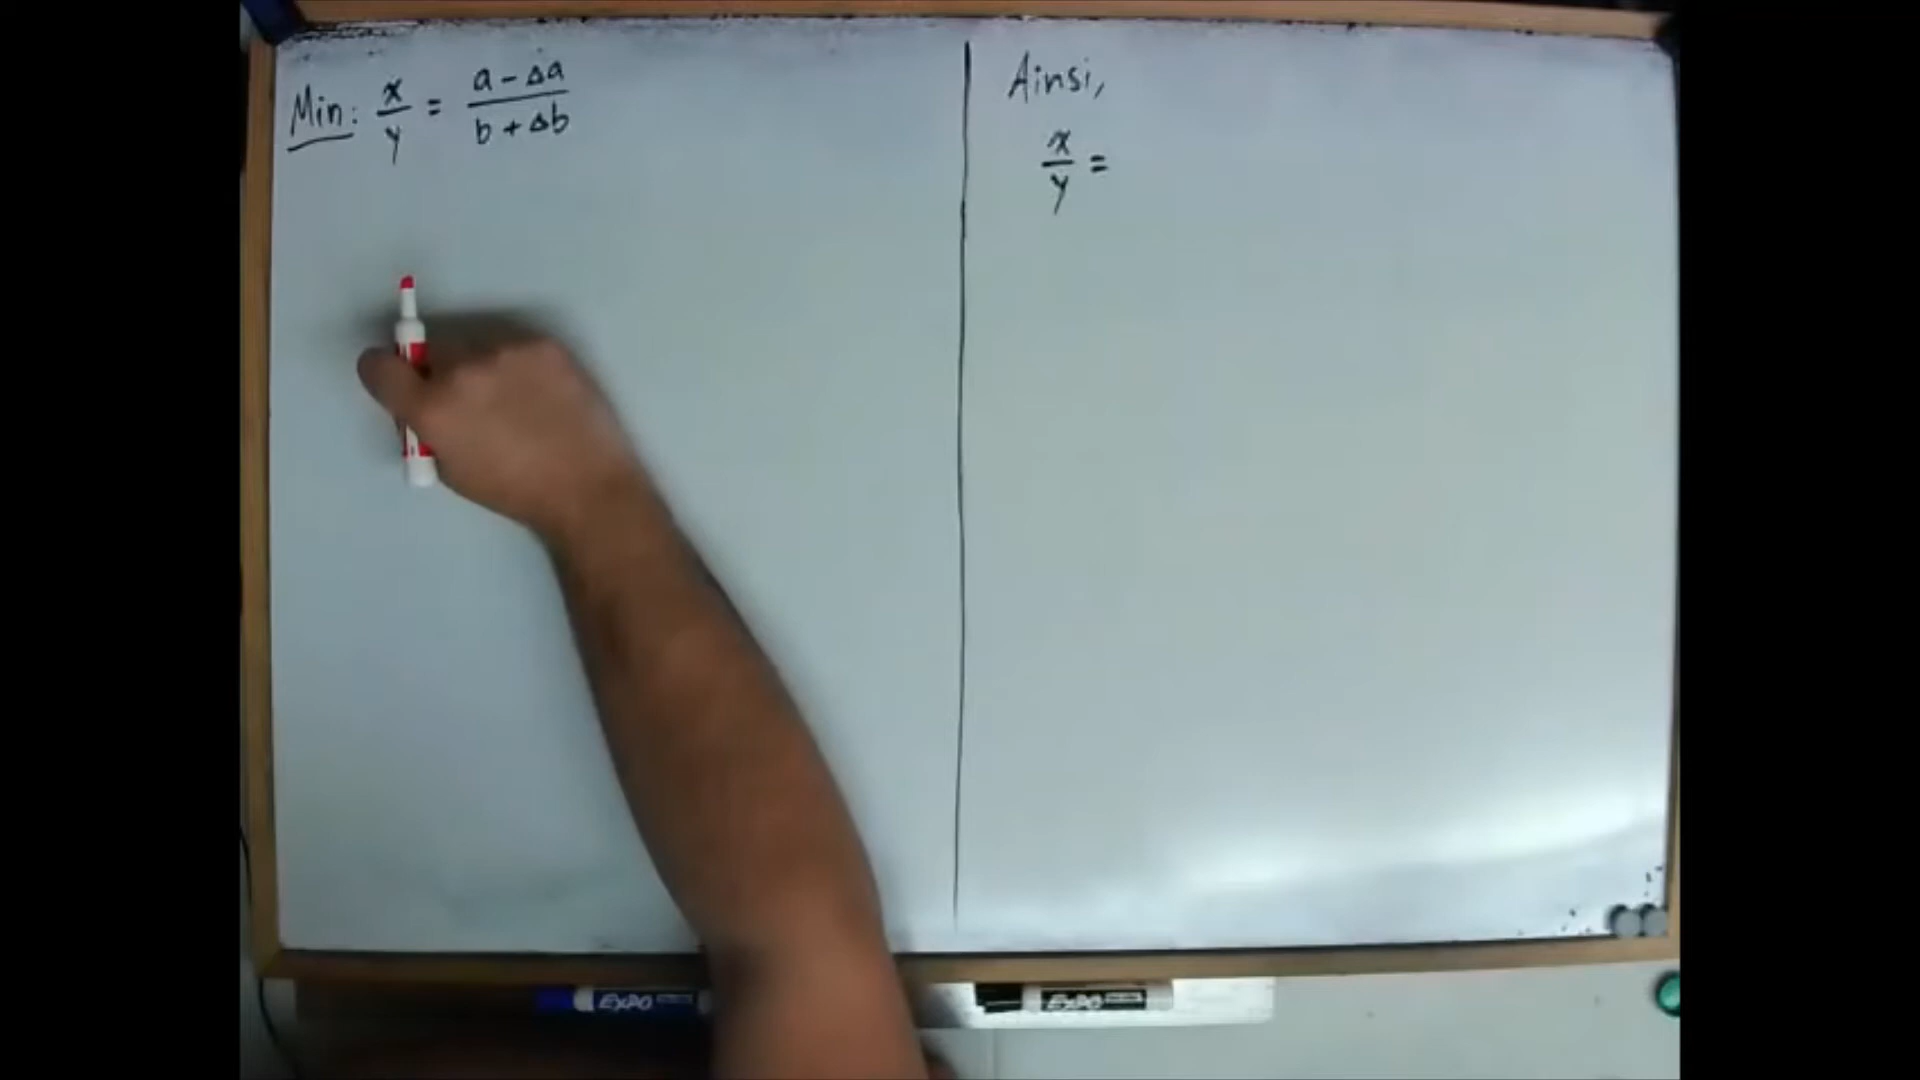 Min: x/y = (a - Δa)/(b + Δb)
Ainsi,
x/y =
EXPO
EXPO